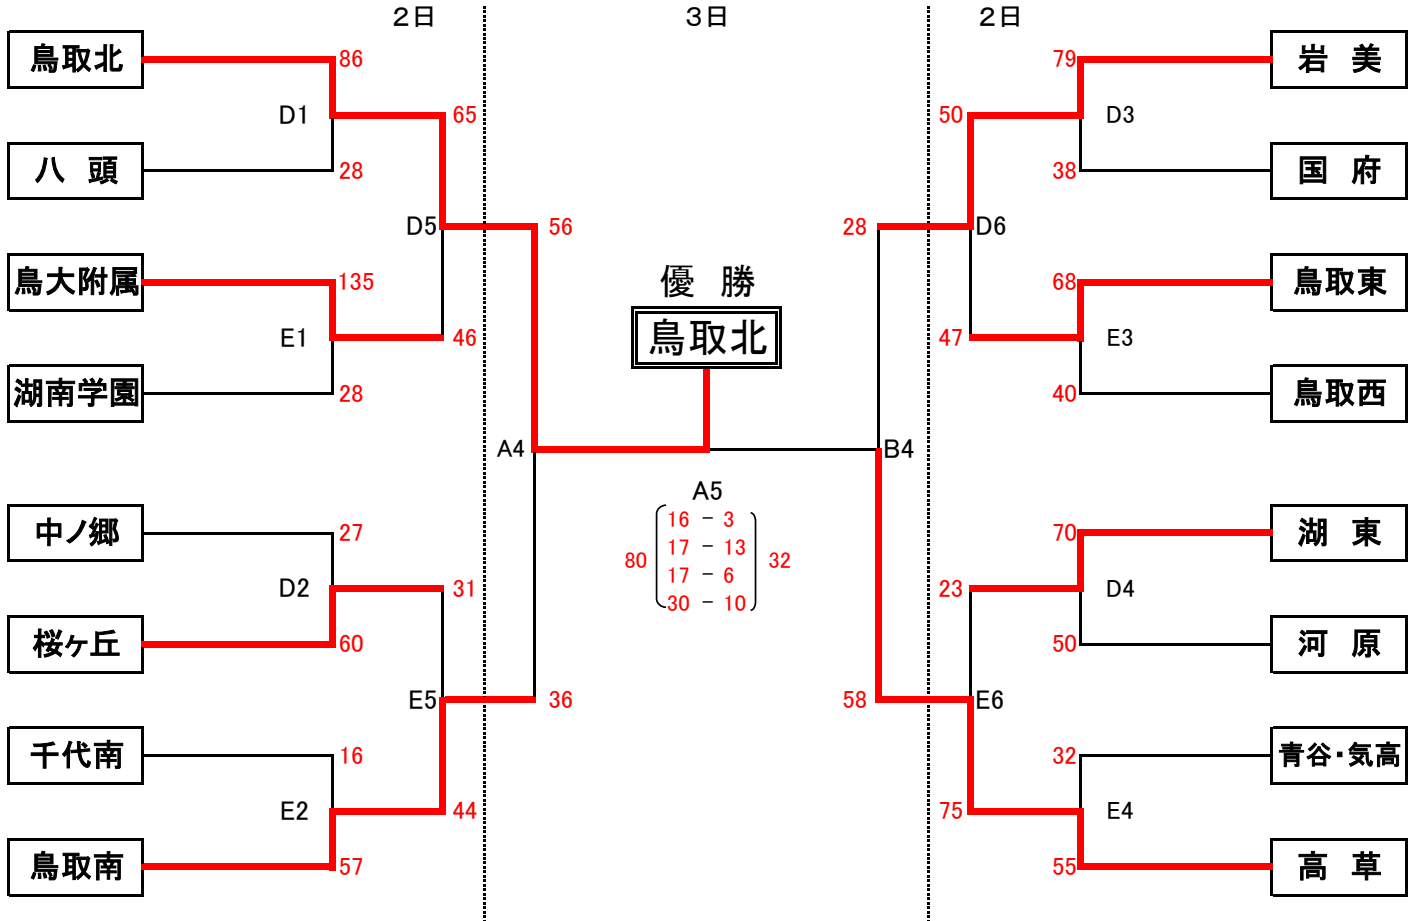 ２日 ３日 ２日
鳥取北 86 79 岩 美
D1 65 50 D3
八 頭 28 38 国 府
D5 56 28 D6
鳥大附属 135 優 勝 68 鳥取東
E1 46 鳥取北 47 E3
湖南学園 28 40 鳥取西
A4 B4
A5
中ノ郷 27 16 － 3 70 湖 東
17 － 13
80 32
17 － 6
D2 31 23 D4
30 － 10
桜ヶ丘 60 50 河 原
E5 36 58 E6
千代南 16 32 青谷・気高
E2 44 75 E4
鳥取南 57 55 高 草